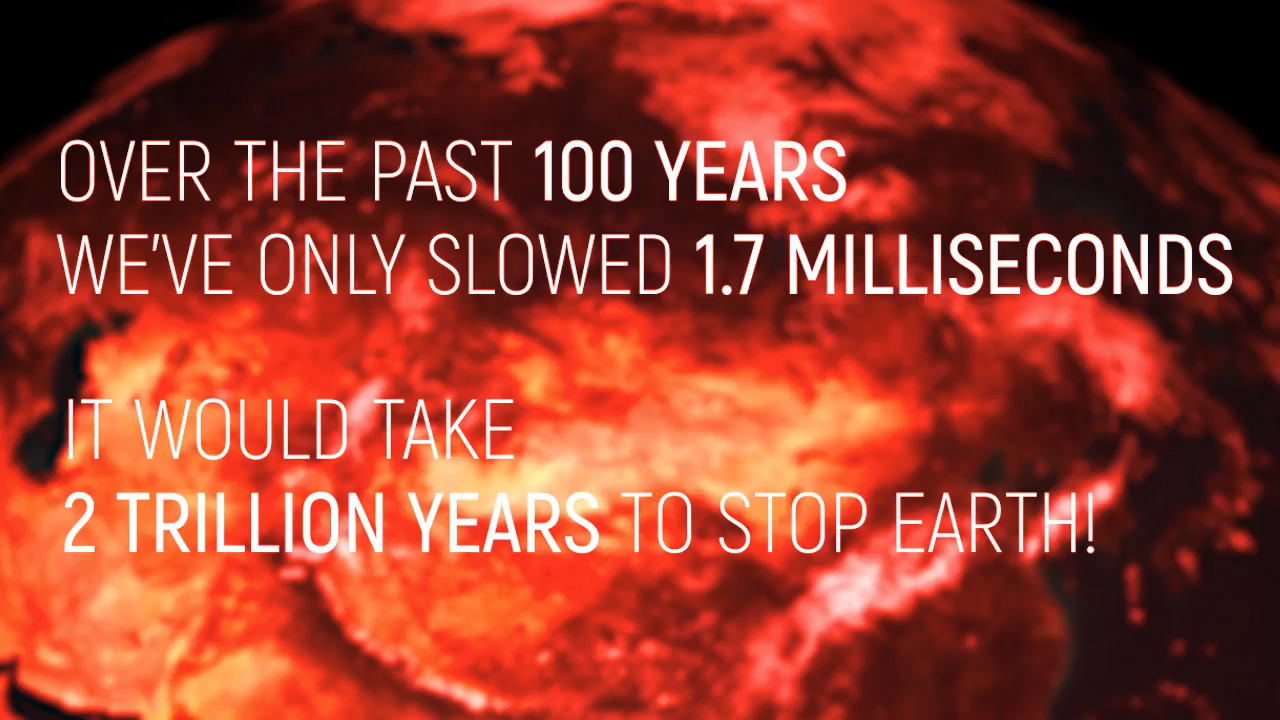 OVER THE PAST 100 YEARS
WE'VE ONLY SLOWED 1.7 MILLISECONDS
IT WOULD TAKE
2 TRILLION YEARS TO STOP EARTH!